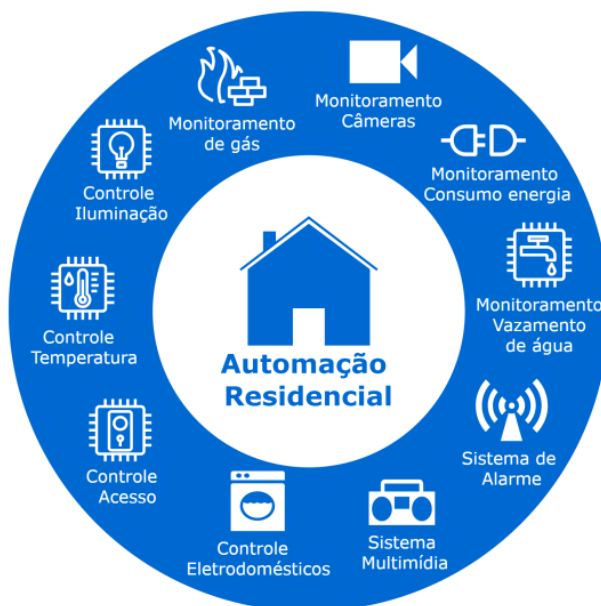 Monitoramento
Câmeras
Monitoramento
Consumo energia
Monitoramento
Vazamento
de água
Sistema de
Alarme
Sistema
Multimídia
Controle
Eletrodomésticos
Controle
Acesso
Controle
Temperatura
Controle
Iluminação
Monitoramento
de gás
Automação
Residencial